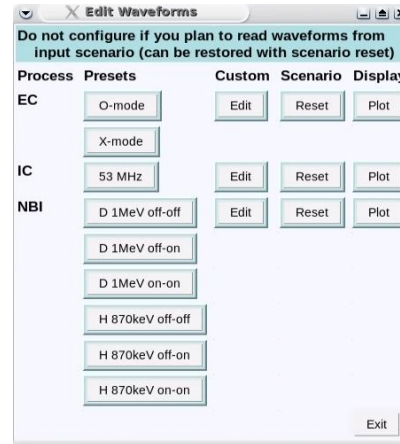 Edit Waveforms
Do not configure if you plan to read waveforms from
input scenario (can be restored with scenario reset)
Process Presets Custom Scenario Display
EC O-mode Edit Reset Plot
X-mode
IC 53 MHz Edit Reset Plot
NBI D 1MeV off-off Edit Reset Plot
D 1MeV off-on
D 1MeV on-on
H 870keV off-off
H 870keV off-on
H 870keV on-on
Exit